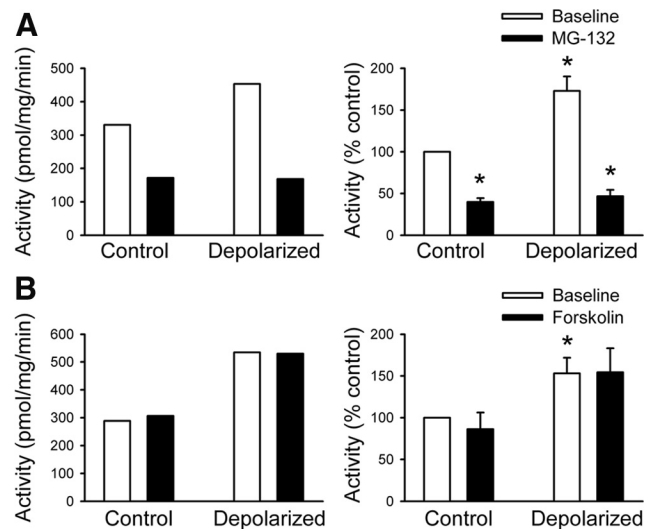 A
Baseline
MG-132
Activity (pmol/mg/min)
500
400
300
200
100
0
Control Depolarized
Activity (% control)
200
150
100
50
0
*
*
*
Control Depolarized
B
Baseline
Forskolin
Activity (pmol/mg/min)
600
500
400
300
200
100
0
Control Depolarized
Activity (% control)
200
150
100
50
0
*
Control Depolarized